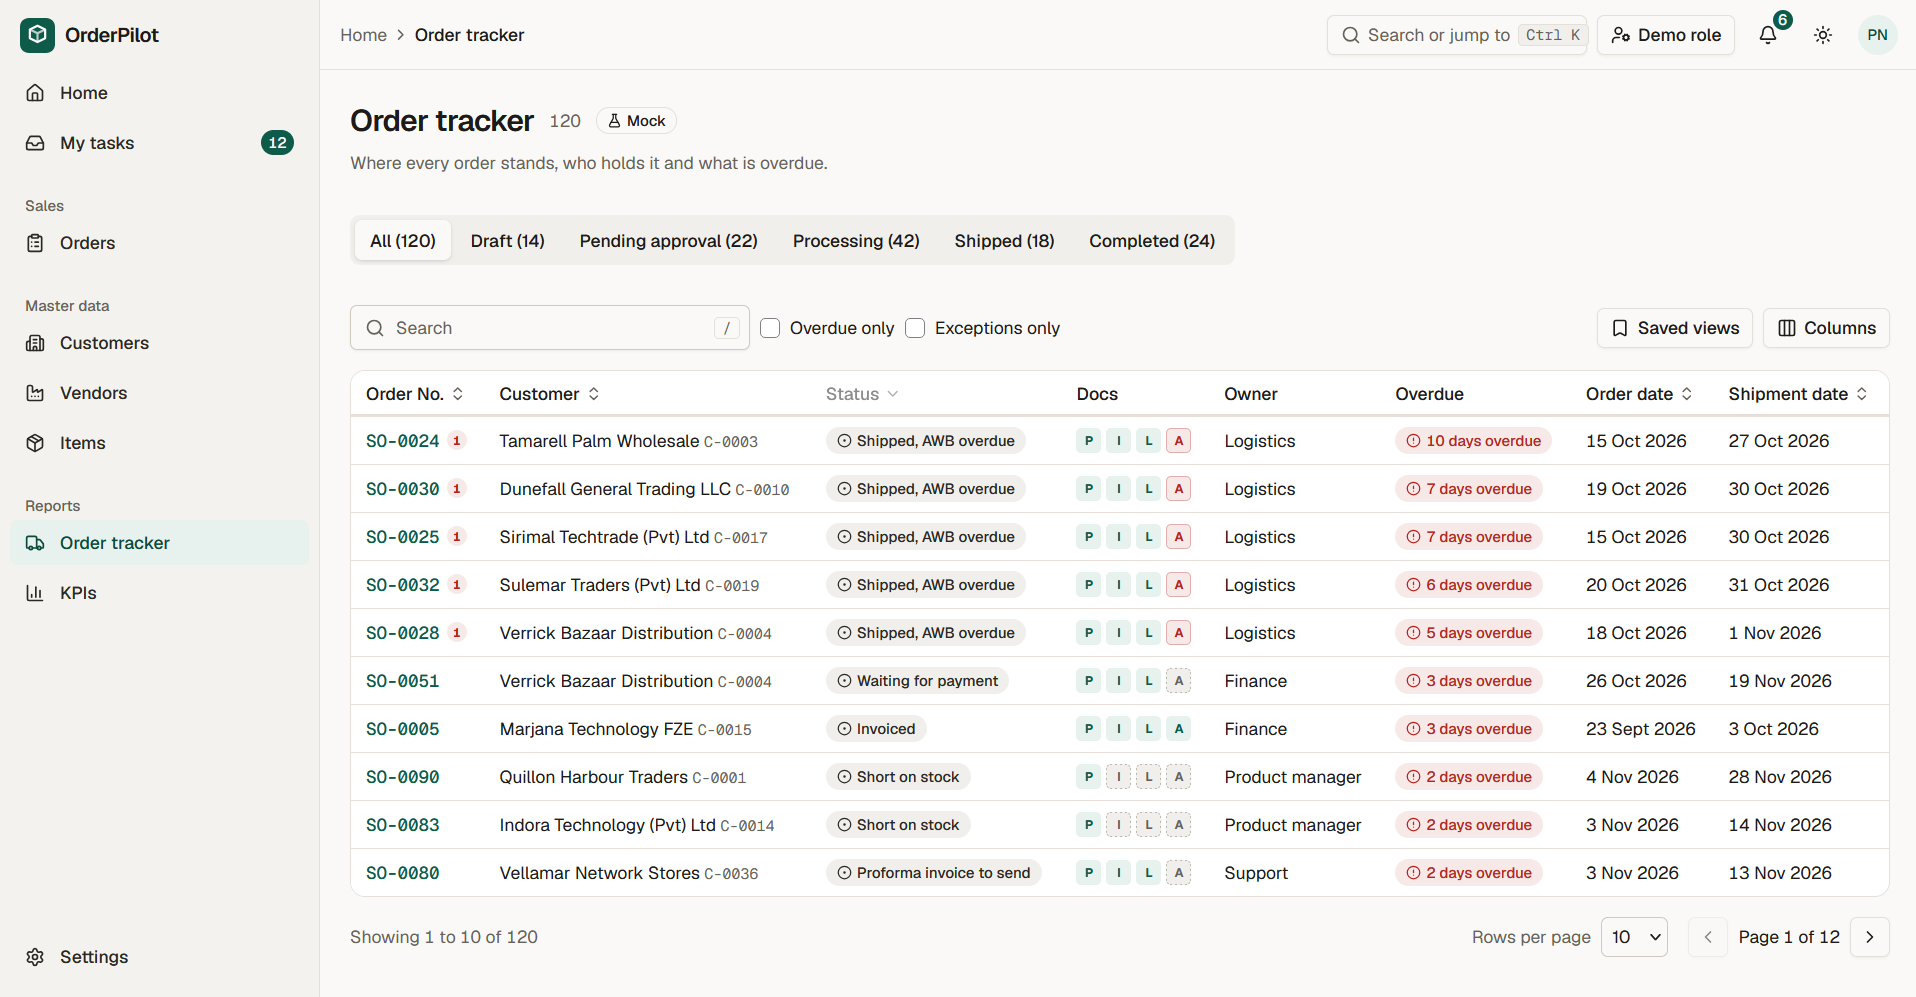 OrderPilot
Home
My tasks 12
Sales
Orders
Master data
Customers
Vendors
Items
Reports
Order tracker
KPIs
Settings
Home > Order tracker
Search or jump to Ctrl K
Demo role
6
PN
Order tracker 120 Mock
Where every order stands, who holds it and what is overdue.
All (120) Draft (14) Pending approval (22) Processing (42) Shipped (18) Completed (24)
Search / Overdue only Exceptions only Saved views Columns
Order No. Customer Status Docs Owner Overdue Order date Shipment date
SO-0024 1 Tamarell Palm Wholesale C-0003 Shipped, AWB overdue P I L A Logistics 10 days overdue 15 Oct 2026 27 Oct 2026
SO-0030 1 Dunefall General Trading LLC C-0010 Shipped, AWB overdue P I L A Logistics 7 days overdue 19 Oct 2026 30 Oct 2026
SO-0025 1 Sirimal Techtrade (Pvt) Ltd C-0017 Shipped, AWB overdue P I L A Logistics 7 days overdue 15 Oct 2026 30 Oct 2026
SO-0032 1 Sulemar Traders (Pvt) Ltd C-0019 Shipped, AWB overdue P I L A Logistics 6 days overdue 20 Oct 2026 31 Oct 2026
SO-0028 1 Verrick Bazaar Distribution C-0004 Shipped, AWB overdue P I L A Logistics 5 days overdue 18 Oct 2026 1 Nov 2026
SO-0051 Verrick Bazaar Distribution C-0004 Waiting for payment P I L A Finance 3 days overdue 26 Oct 2026 19 Nov 2026
SO-0005 Marjana Technology FZE C-0015 Invoiced P I L A Finance 3 days overdue 23 Sept 2026 3 Oct 2026
SO-0090 Quillon Harbour Traders C-0001 Short on stock P I L A Product manager 2 days overdue 4 Nov 2026 28 Nov 2026
SO-0083 Indora Technology (Pvt) Ltd C-0014 Short on stock P I L A Product manager 2 days overdue 3 Nov 2026 14 Nov 2026
SO-0080 Vellamar Network Stores C-0036 Proforma invoice to send P I L A Support 2 days overdue 3 Nov 2026 13 Nov 2026
Showing 1 to 10 of 120 Rows per page 10 Page 1 of 12